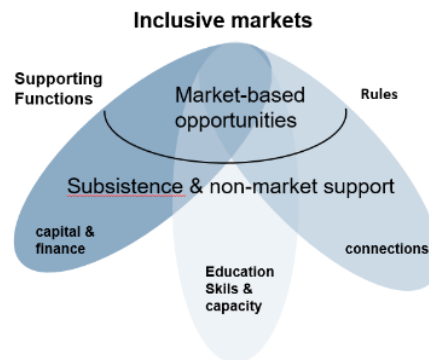 Inclusive markets
Supporting
Functions
Market-based
opportunities
Rules
Subsistence & non-market support
capital &
finance
connections
Education
Skils &
capacity